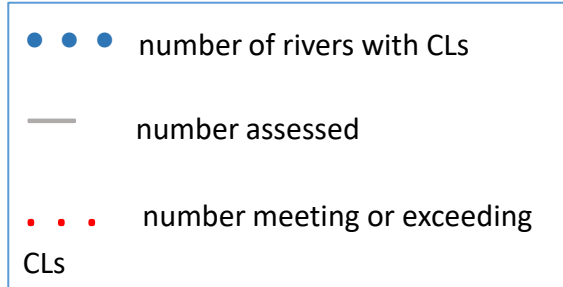 number of rivers with CLs
number assessed
number meeting or exceeding
CLs